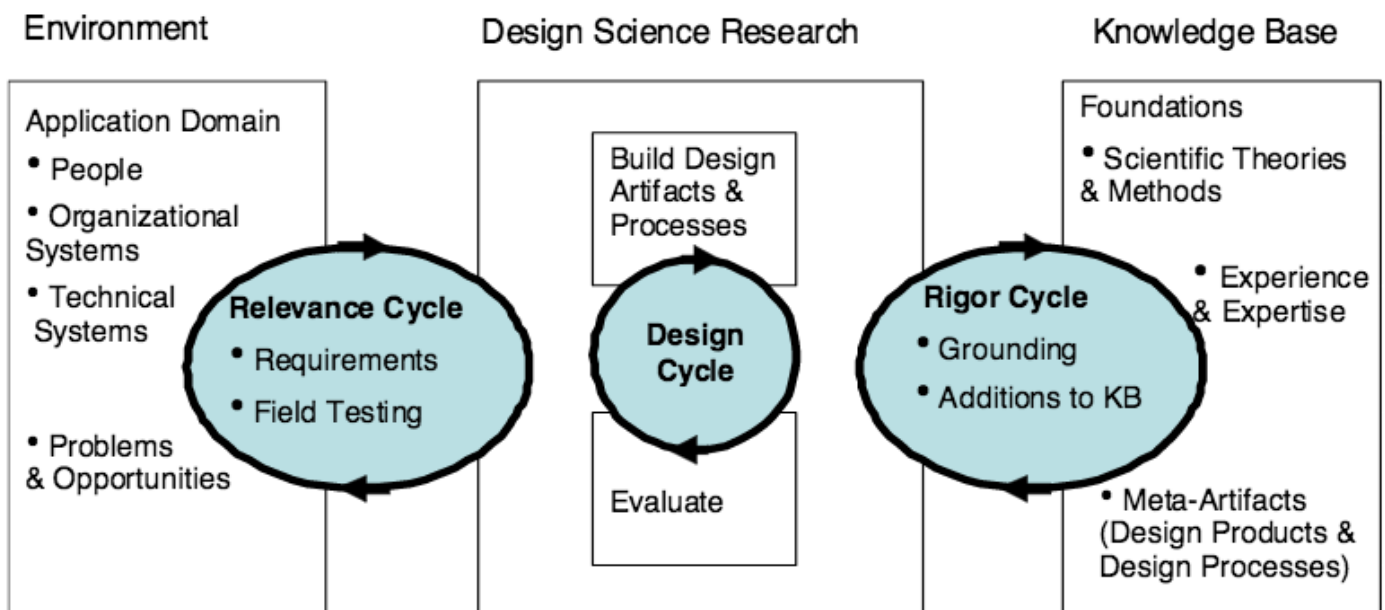 Environment
Design Science Research
Knowledge Base
Application Domain
• People
• Organizational
Systems
• Technical
Systems
• Problems
& Opportunities
Relevance Cycle
• Requirements
• Field Testing
Build Design
Artifacts &
Processes
Design
Cycle
Evaluate
Rigor Cycle
• Grounding
• Additions to KB
Foundations
• Scientific Theories
& Methods
• Experience
& Expertise
• Meta-Artifacts
(Design Products &
Design Processes)